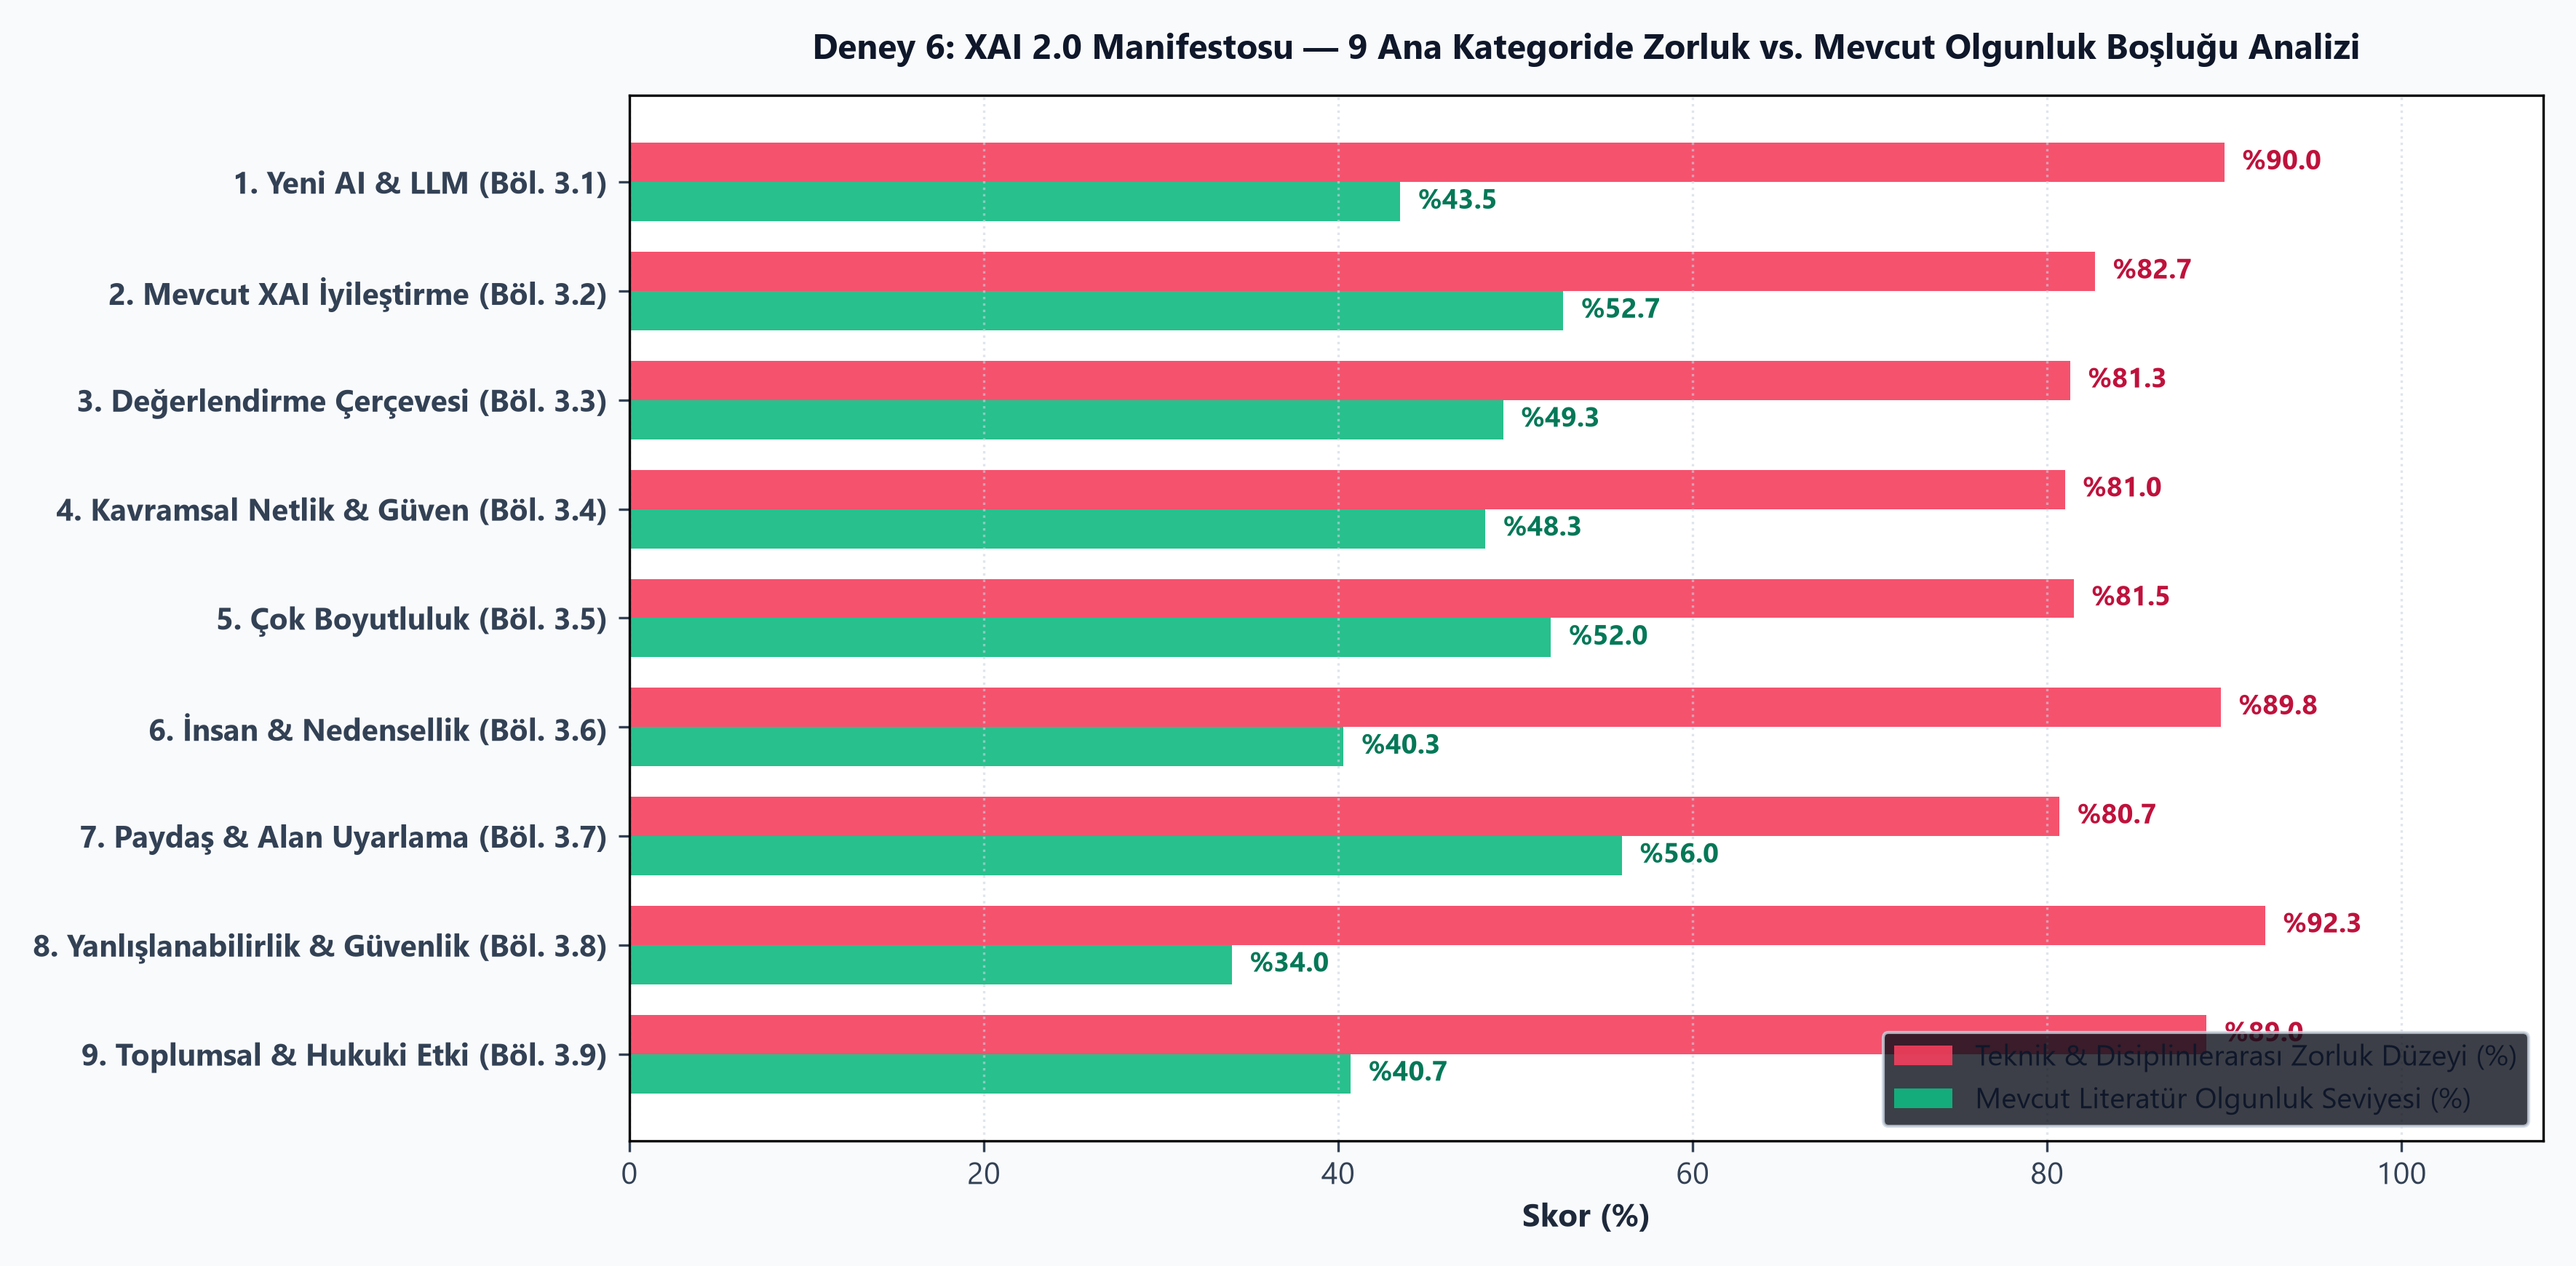 Deney 6: XAI 2.0 Manifestosu — 9 Ana Kategoride Zorluk vs. Mevcut Olgunluk Boşluğu Analizi
1. Yeni AI & LLM (Böl. 3.1)
%90.0
%43.5
2. Mevcut XAI İyileştirme (Böl. 3.2)
%82.7
%52.7
3. Değerlendirme Çerçevesi (Böl. 3.3)
%81.3
%49.3
4. Kavramsal Netlik & Güven (Böl. 3.4)
%81.0
%48.3
5. Çok Boyutluluk (Böl. 3.5)
%81.5
%52.0
6. İnsan & Nedensellik (Böl. 3.6)
%89.8
%40.3
7. Paydaş & Alan Uyarlama (Böl. 3.7)
%80.7
%56.0
8. Yanlışlanabilirlik & Güvenlik (Böl. 3.8)
%92.3
%34.0
9. Toplumsal & Hukuki Etki (Böl. 3.9)
%89.0
%40.7
Teknik & Disiplinlerarası Zorluk Düzeyi (%)
Mevcut Literatür Olgunluk Seviyesi (%)
0 20 40 60 80 100
Skor (%)